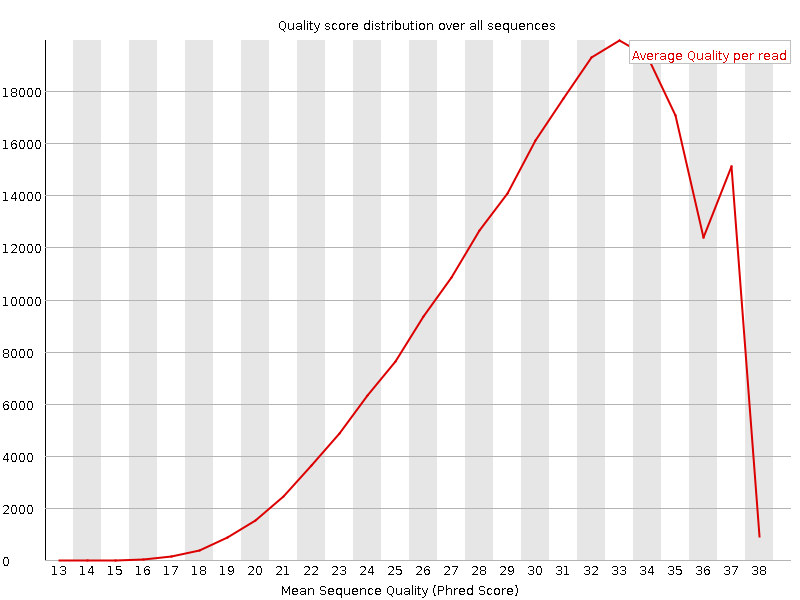 Quality score distribution over all sequences
Average Quality per read
18000
16000
14000
12000
10000
8000
6000
4000
2000
0
13 14 15 16 17 18 19 20 21 22 23 24 25 26 27 28 29 30 31 32 33 34 35 36 37 38
Mean Sequence Quality (Phred Score)